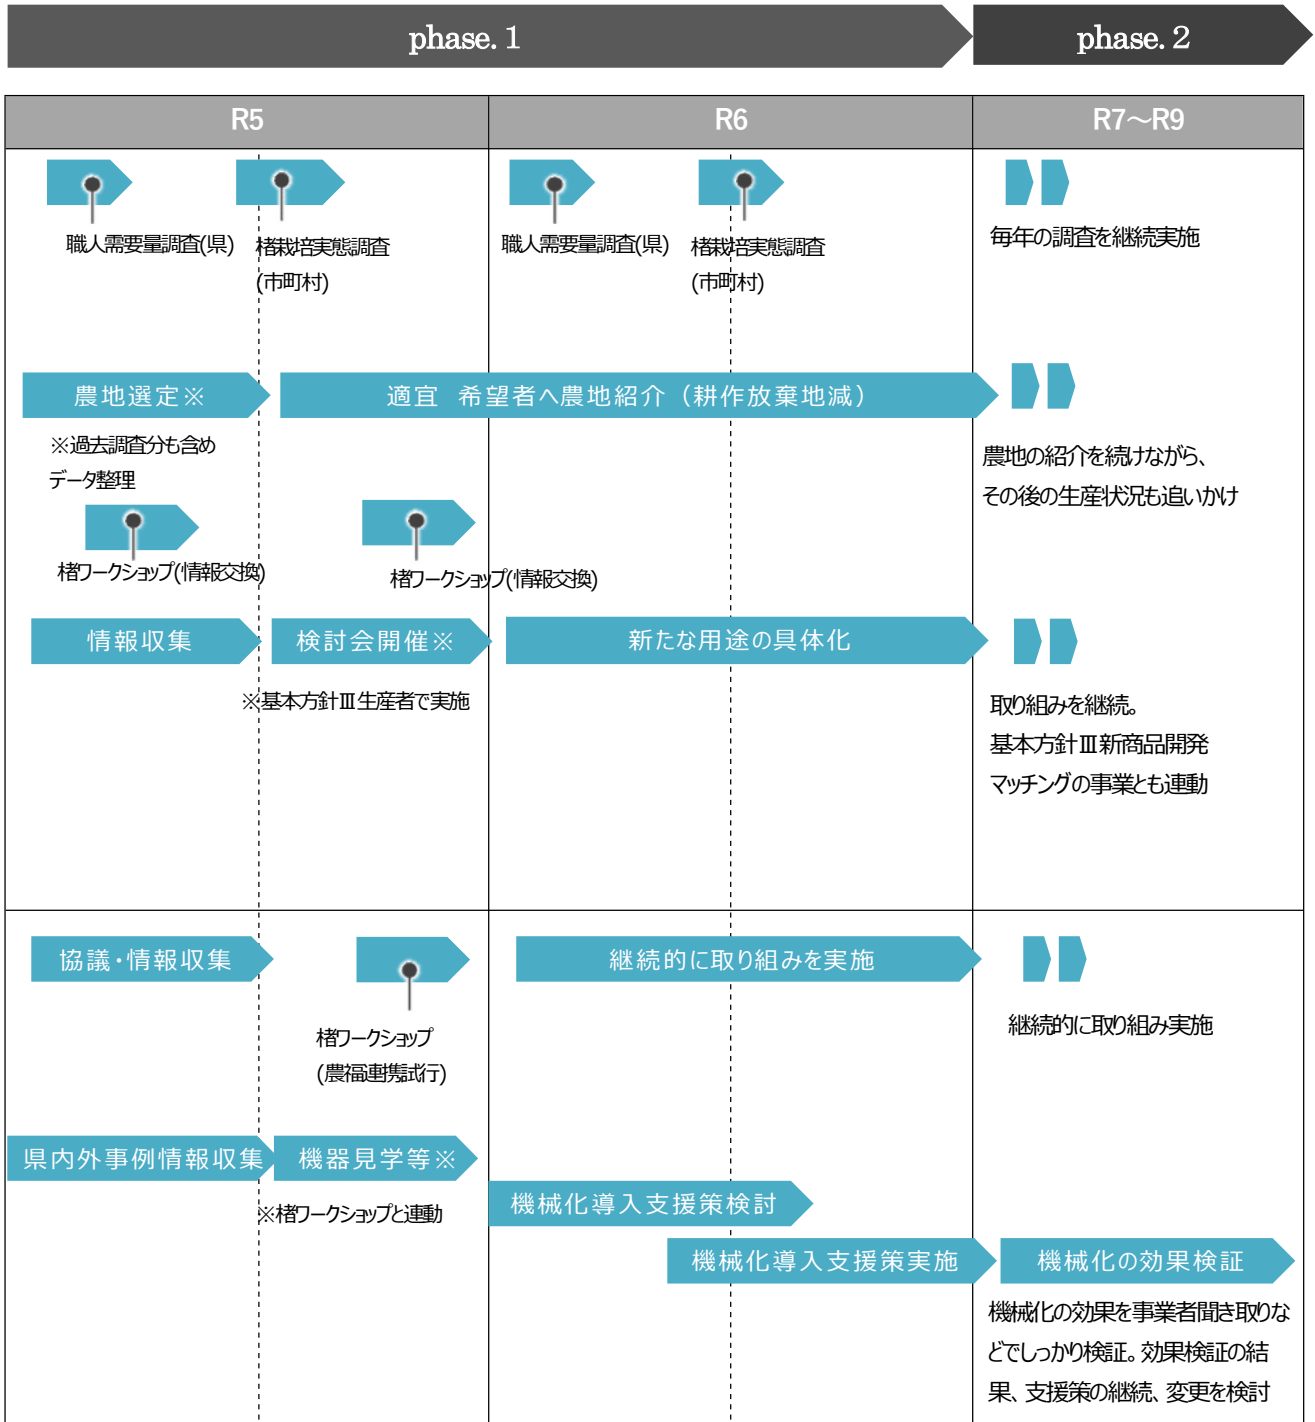 phase. 1
phase. 2
R5
R6
R7～R9
職人需要量調査(県)
楮栽培実態調査
(市町村)
職人需要量調査(県)
楮栽培実態調査
(市町村)
毎年の調査を継続実施
農地選定※
適宜 希望者へ農地紹介（耕作放棄地減）
※過去調査分も含め
データ整理
農地の紹介を続けながら、
その後の生産状況も追いかけ
楮ワークショップ(情報交換)
楮ワークショップ(情報交換)
情報収集
検討会開催※
新たな用途の具体化
※基本方針Ⅲ生産者で実施
取り組みを継続。
基本方針Ⅲ新商品開発
マッチングの事業とも連動
協議・情報収集
継続的に取り組みを実施
楮ワークショップ
(農福連携試行)
継続的に取り組み実施
県内外事例情報収集
機器見学等※
※楮ワークショップと連動
機械化導入支援策検討
機械化導入支援策実施
機械化の効果検証
機械化の効果を事業者聞き取りな
どでしっかり検証。効果検証の結
果、支援策の継続、変更を検討